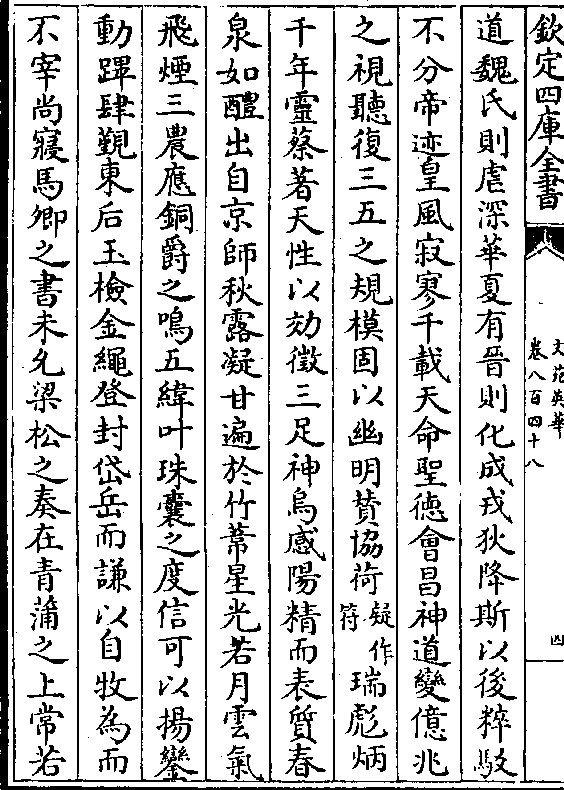 欽定四庫全書
文苑英華
卷八百四十八
四
道魏氏則虐深華夏有晉則化成戎狄降斯以後粹駮
不分帝迹皇風寂寥千載天命聖德會昌神道變億兆
之視聽復三五之規模固以幽明賛協荷疑作符瑞彪炳
千年靈蔡著天性以効徵三足神烏感陽精而表質春
泉如醴出自京師秋露凝甘遍於竹葦星光若月雲氣
飛煙三農應銅爵之鳴五緯叶珠囊之度信可以揚鑾
動蹕肆覲東后玉檢金繩登封岱岳而謙以自牧為而
不宰尚寢馬卿之書未允梁松之奏在青蒲之上常若